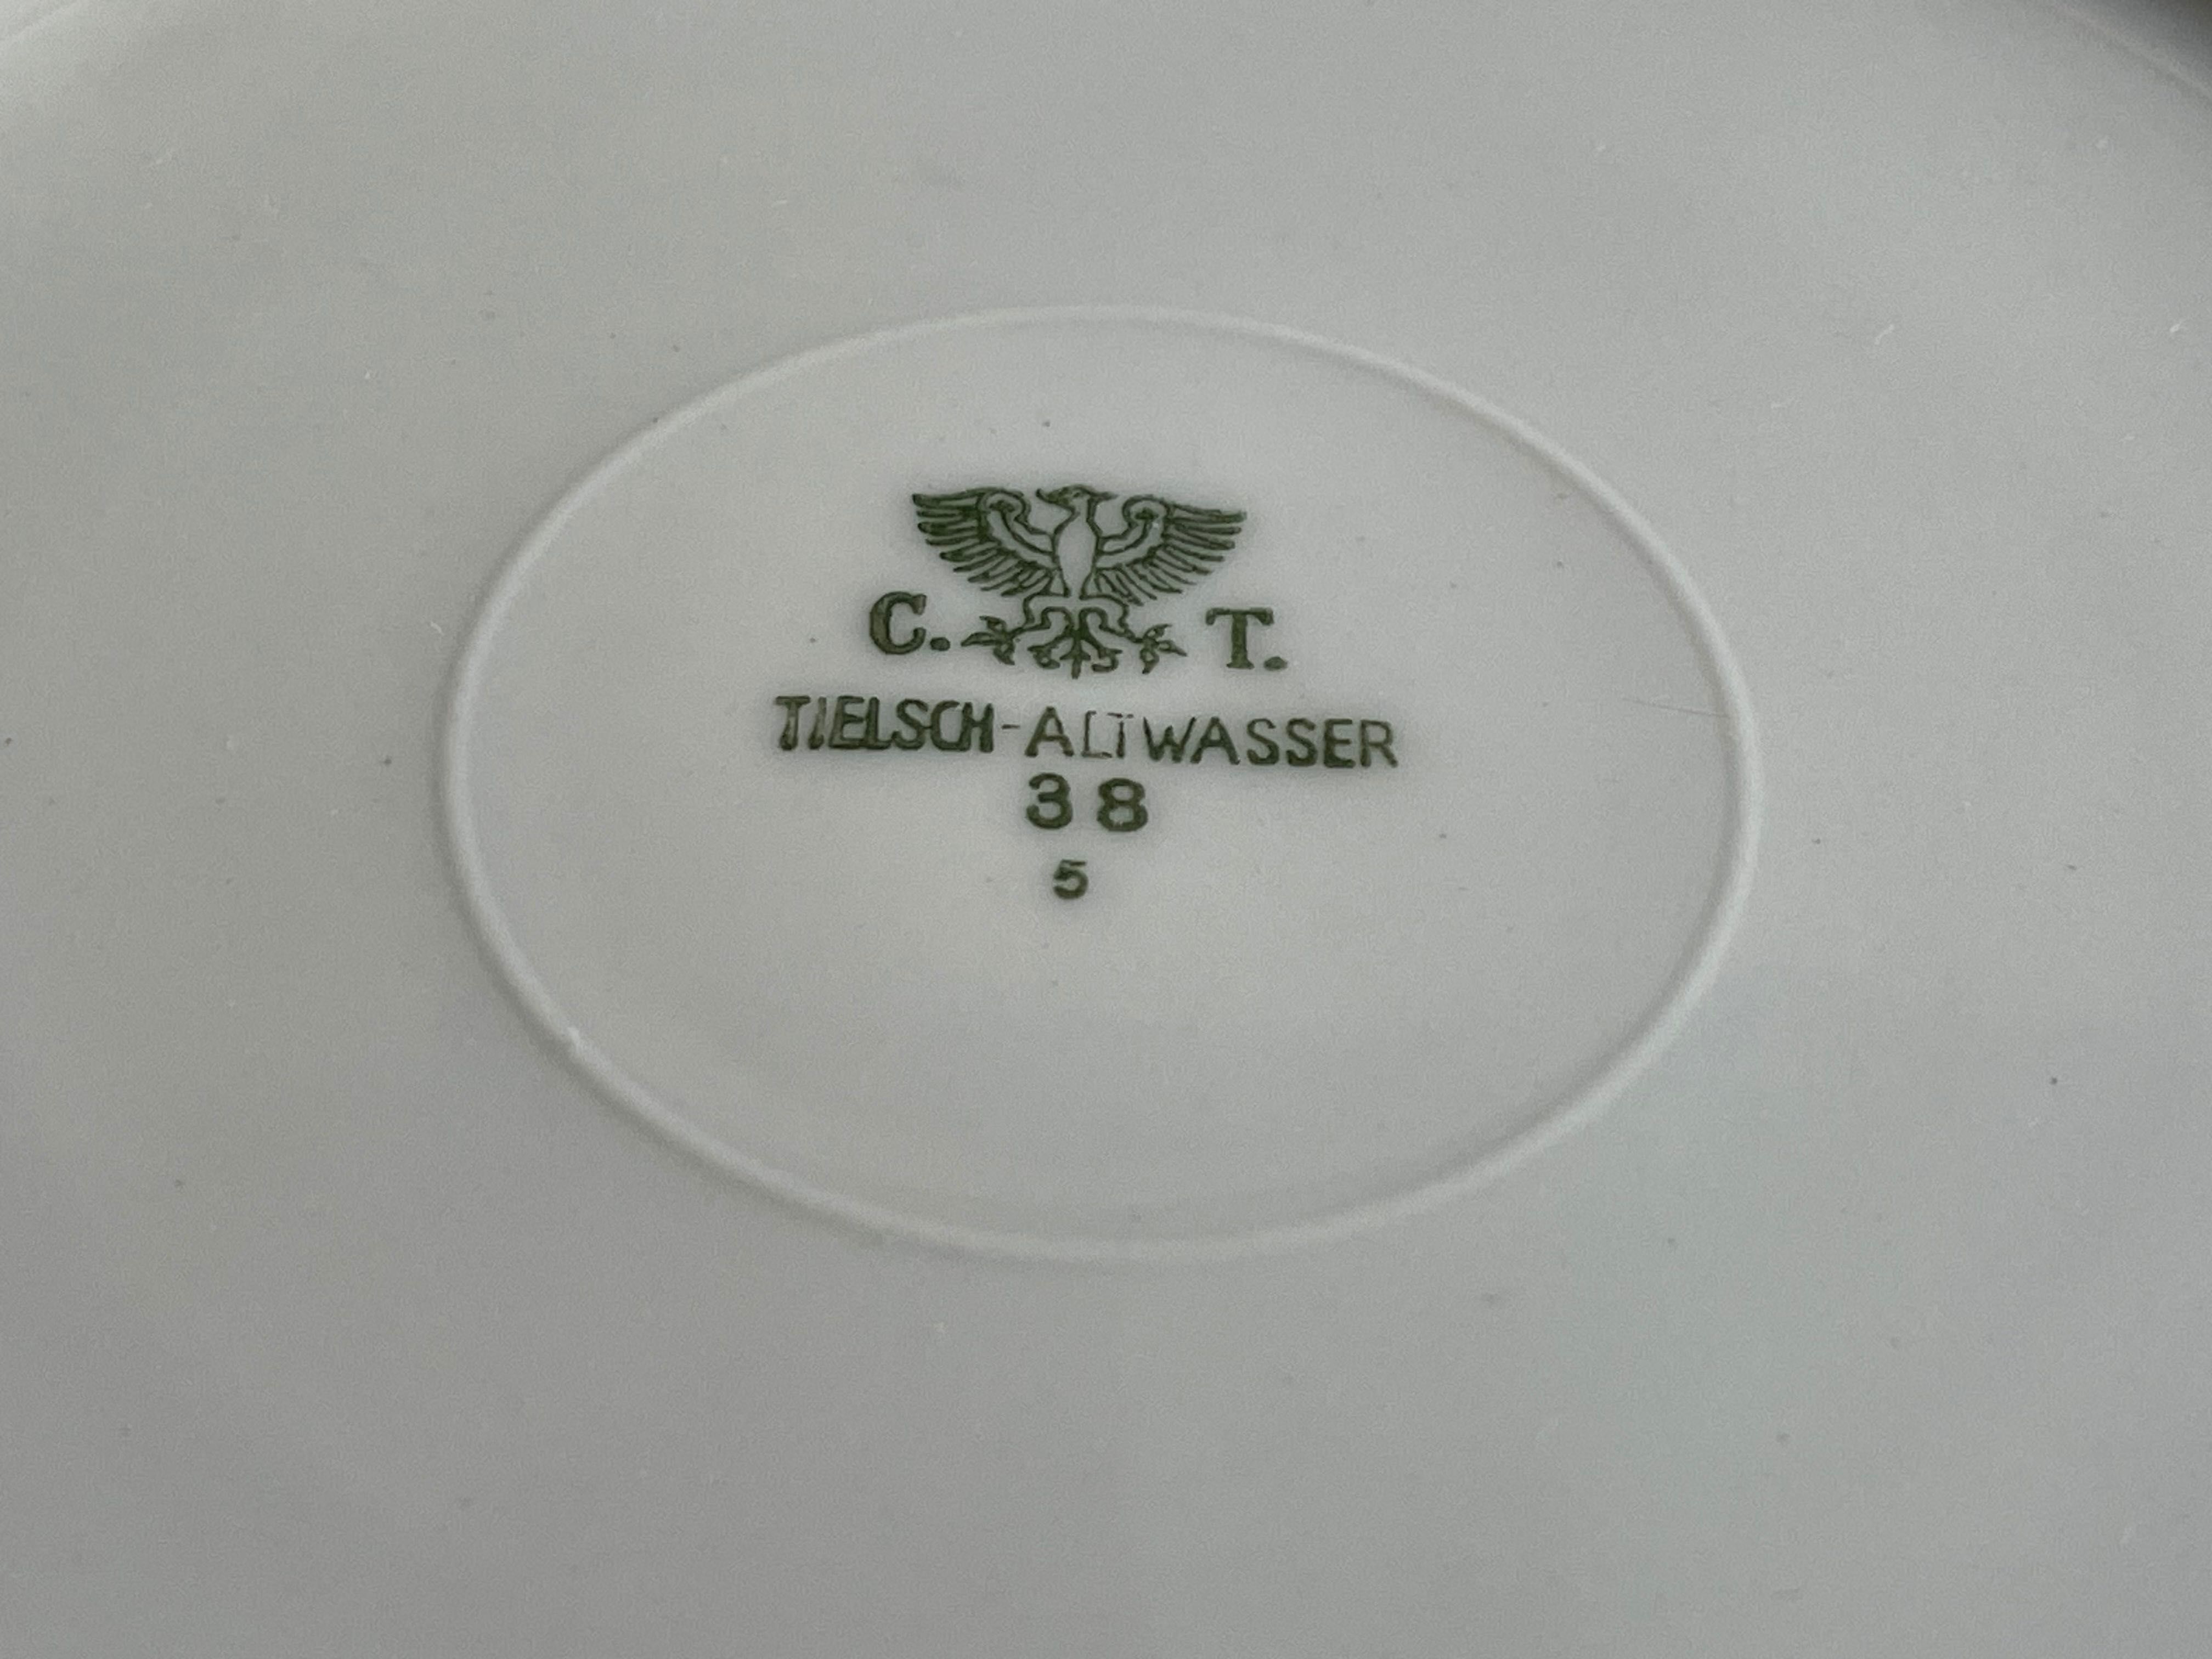 C. T.
TIELSCH-ALTWASSER
38
5